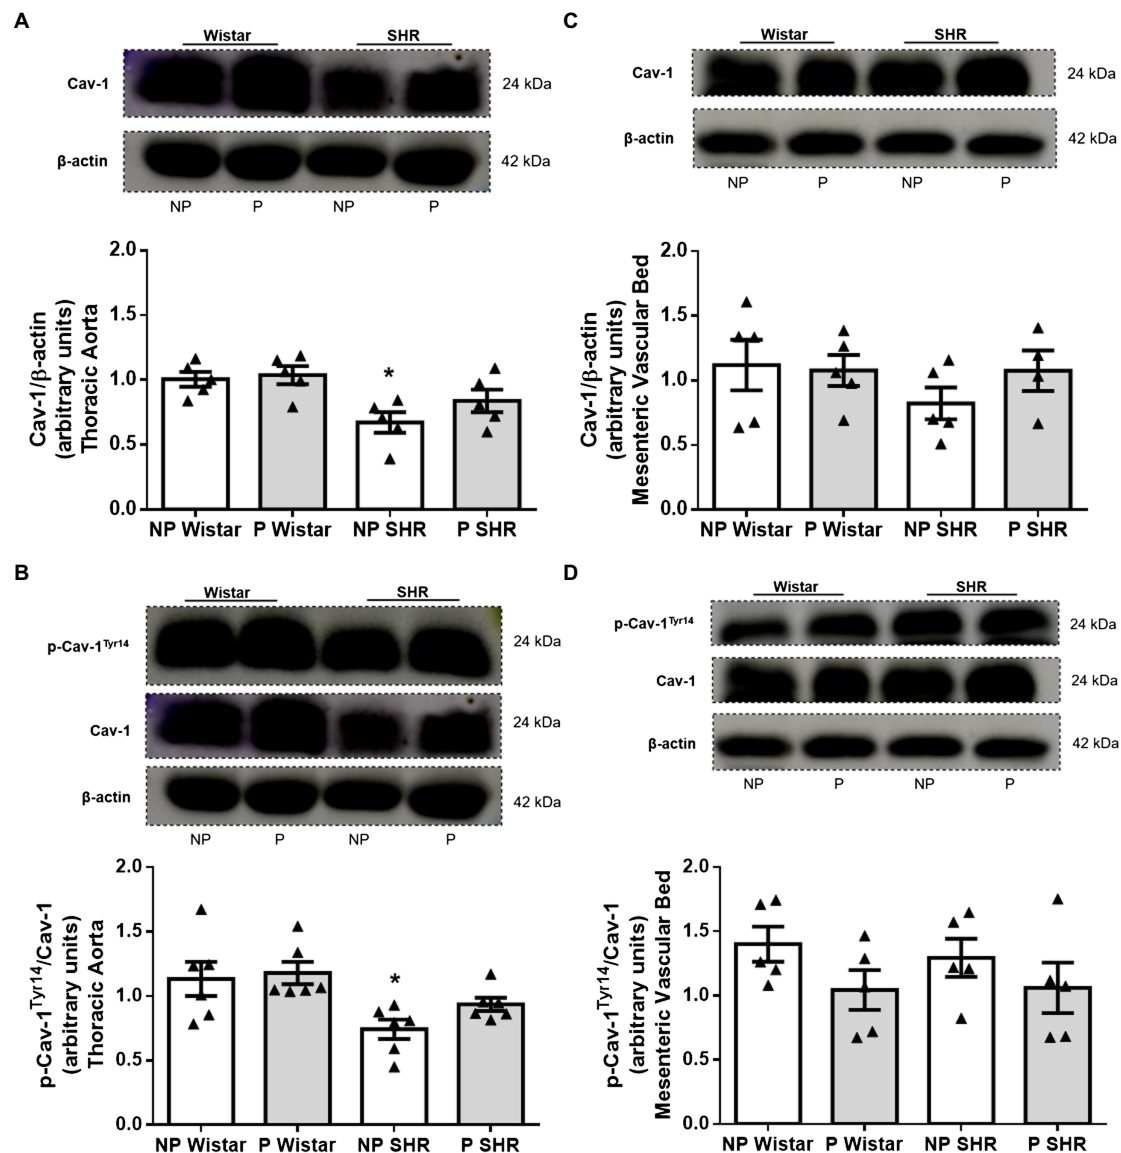 A
Wistar SHR
Cav-1 24 kDa
β-actin 42 kDa
NP P NP P
2.0
1.5
1.0
0.5
0.0
Cav-1/β-actin
(arbitrary units)
Thoracic Aorta
*
NP Wistar P Wistar NP SHR P SHR
C
Wistar SHR
Cav-1 24 kDa
β-actin 42 kDa
NP P NP P
2.0
1.5
1.0
0.5
0.0
Cav-1/β-actin
(arbitrary units)
Mesenteric Vascular Bed
NP Wistar P Wistar NP SHR P SHR
B
Wistar SHR
p-Cav-1Tyr14 24 kDa
Cav-1 24 kDa
β-actin 42 kDa
NP P NP P
2.0
1.5
1.0
0.5
0.0
p-Cav-1Tyr14/Cav-1
(arbitrary units)
Thoracic Aorta
*
NP Wistar P Wistar NP SHR P SHR
D
Wistar SHR
p-Cav-1Tyr14 24 kDa
Cav-1 24 kDa
β-actin 42 kDa
NP P NP P
2.0
1.5
1.0
0.5
0.0
p-Cav-1Tyr14/Cav-1
(arbitrary units)
Mesenteric Vascular Bed
NP Wistar P Wistar NP SHR P SHR